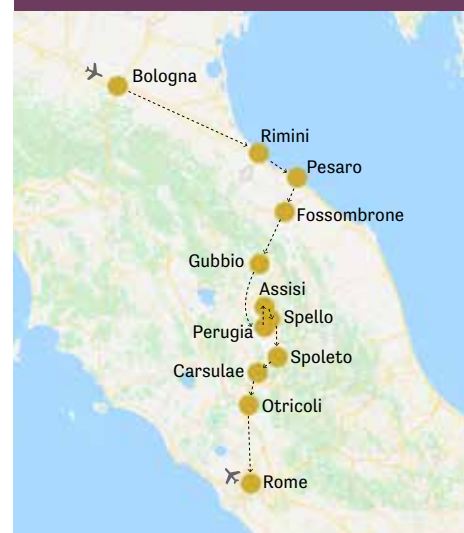 Bologna
Rimini
Pesaro
Fossombrone
Gubbio
Assisi
Spello
Perugia
Spoleto
Carsulae
Otricoli
Rome